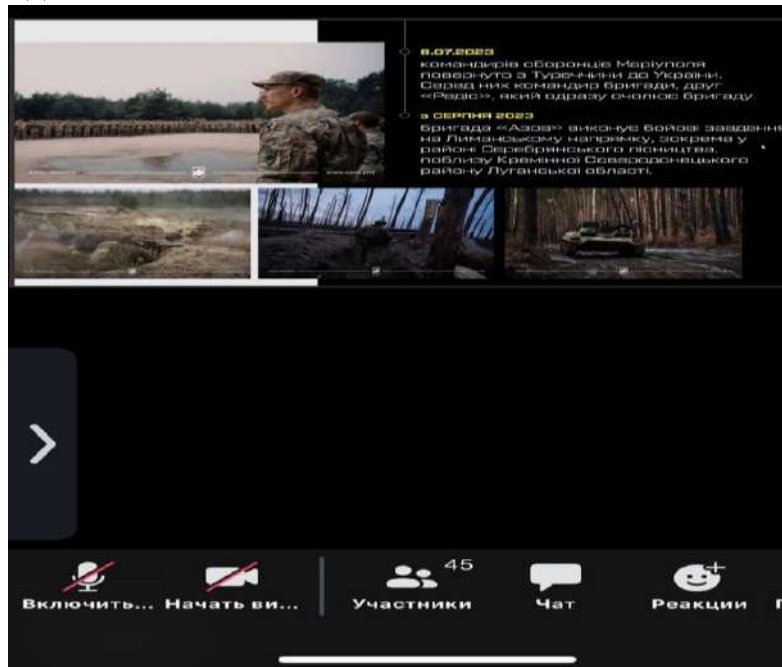 8.07.2023
командирів оборонців Маріуполя
повернуто з Туреччини до України.
Серед них командир бригади, друг
«Редіс», який одразу очолює бригаду.
з СЕРПНЯ 2023
бригада «Азов» виконує бойові завдання
на Лиманському напрямку, зокрема у
районі Серебрянського лісництва,
поблизу Кремінної Сєвєродонецького
району Луганської області.
45
Включить... Начать ви... Участники Чат Реакции